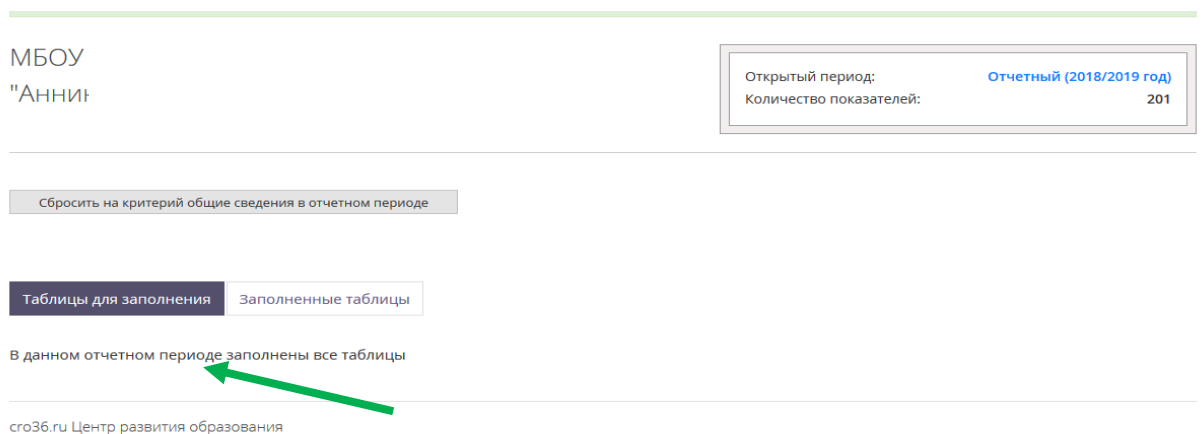 МБОУ
"Аннин
Открытый период: Отчетный (2018/2019 год)
Количество показателей: 201
Сбросить на критерий общие сведения в отчетном периоде
Таблицы для заполнения Заполненные таблицы
В данном отчетном периоде заполнены все таблицы
cro36.ru Центр развития образования